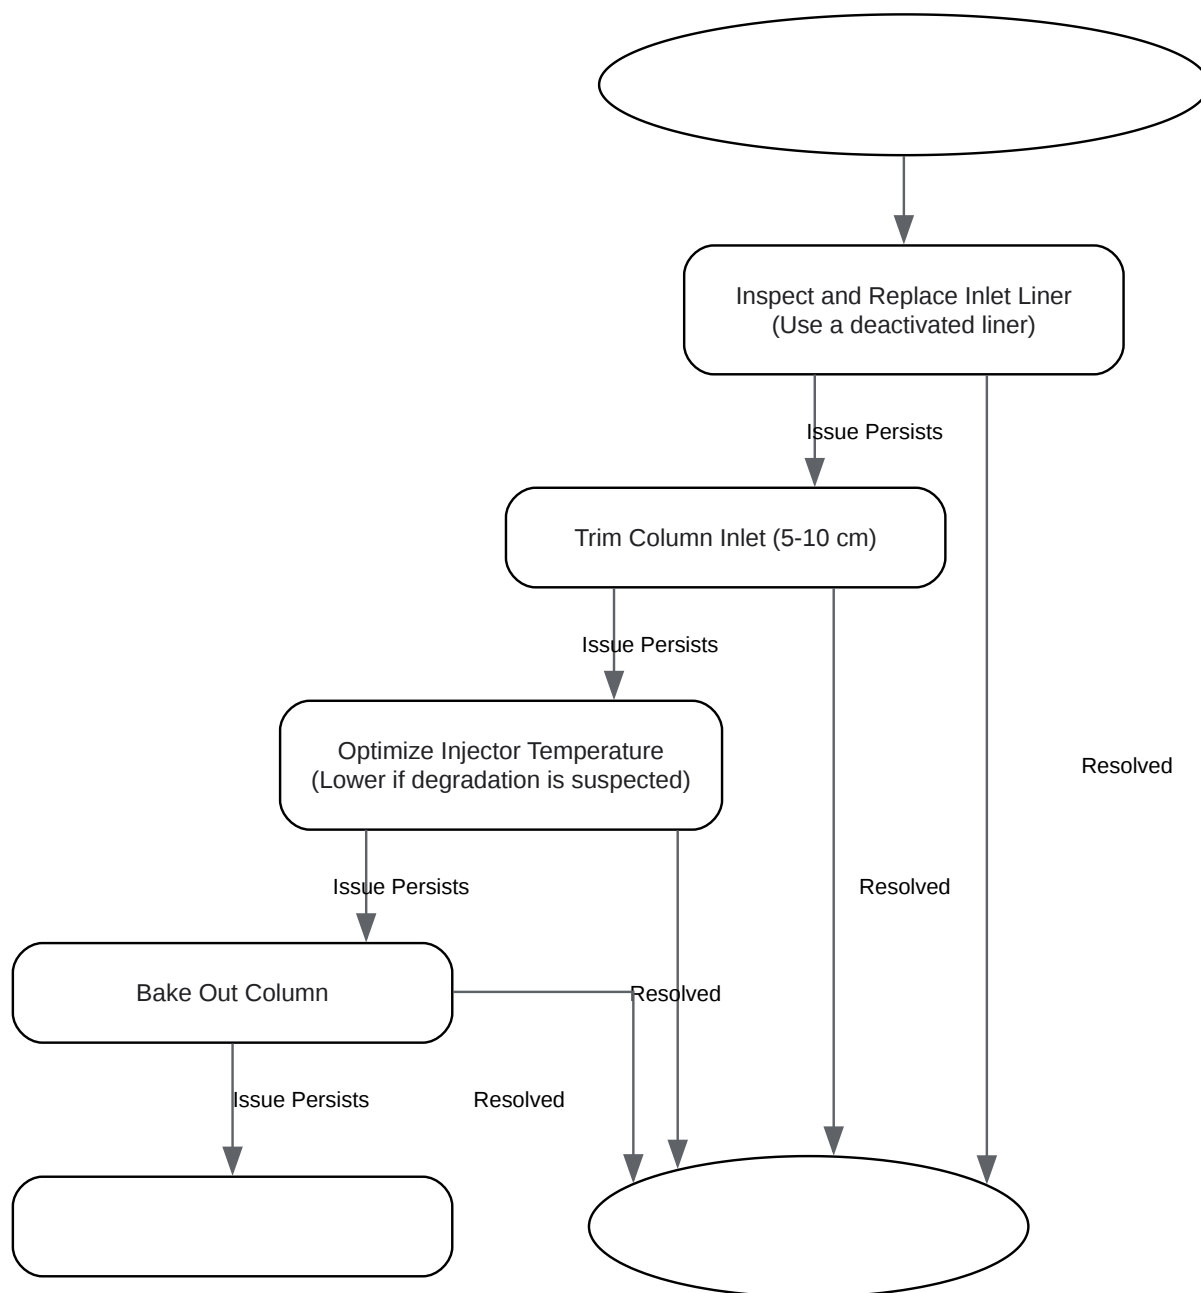 Inspect and Replace Inlet Liner
(Use a deactivated liner)
Issue Persists
Trim Column Inlet (5-10 cm)
Issue Persists
Optimize Injector Temperature
(Lower if degradation is suspected)
Resolved
Issue Persists
Resolved
Bake Out Column
Resolved
Issue Persists
Resolved